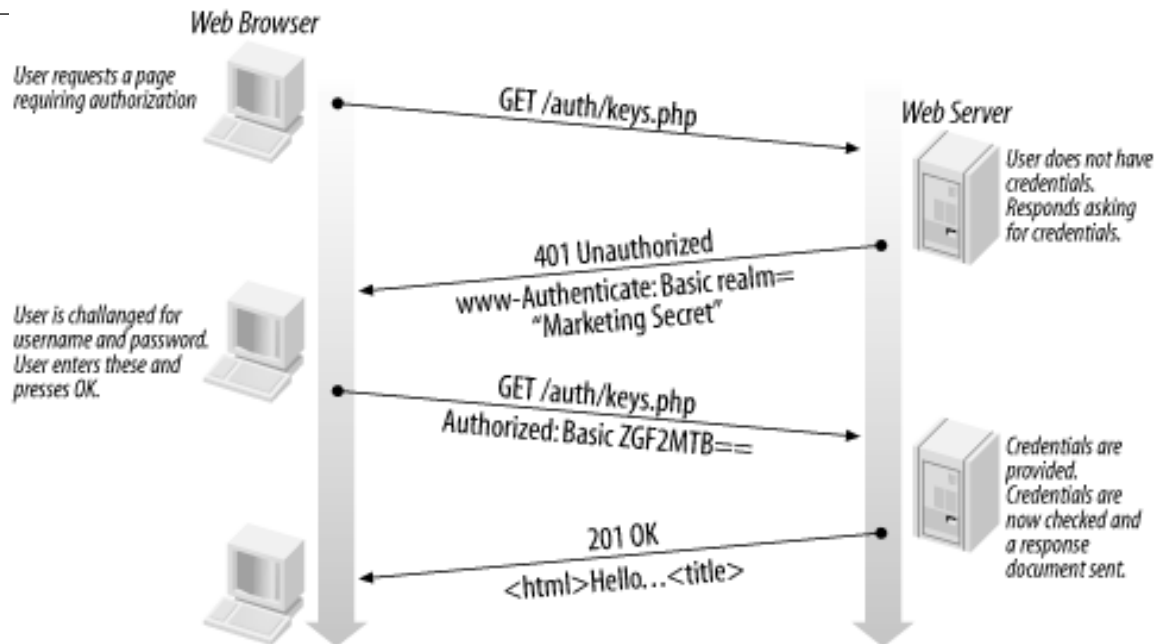 Web Browser
User requests a page
requiring authorization
GET /auth/keys.php
Web Server
User does not have
credentials.
Responds asking
for credentials.
401 Unauthorized
www-Authenticate: Basic realm=
“Marketing Secret”
User is challanged for
username and password.
User enters these and
presses OK.
GET /auth/keys.php
Authorized: Basic ZGF2MTB==
Credentials are
provided.
Credentials are
now checked and
a response
document sent.
201 OK
<html>Hello...<title>